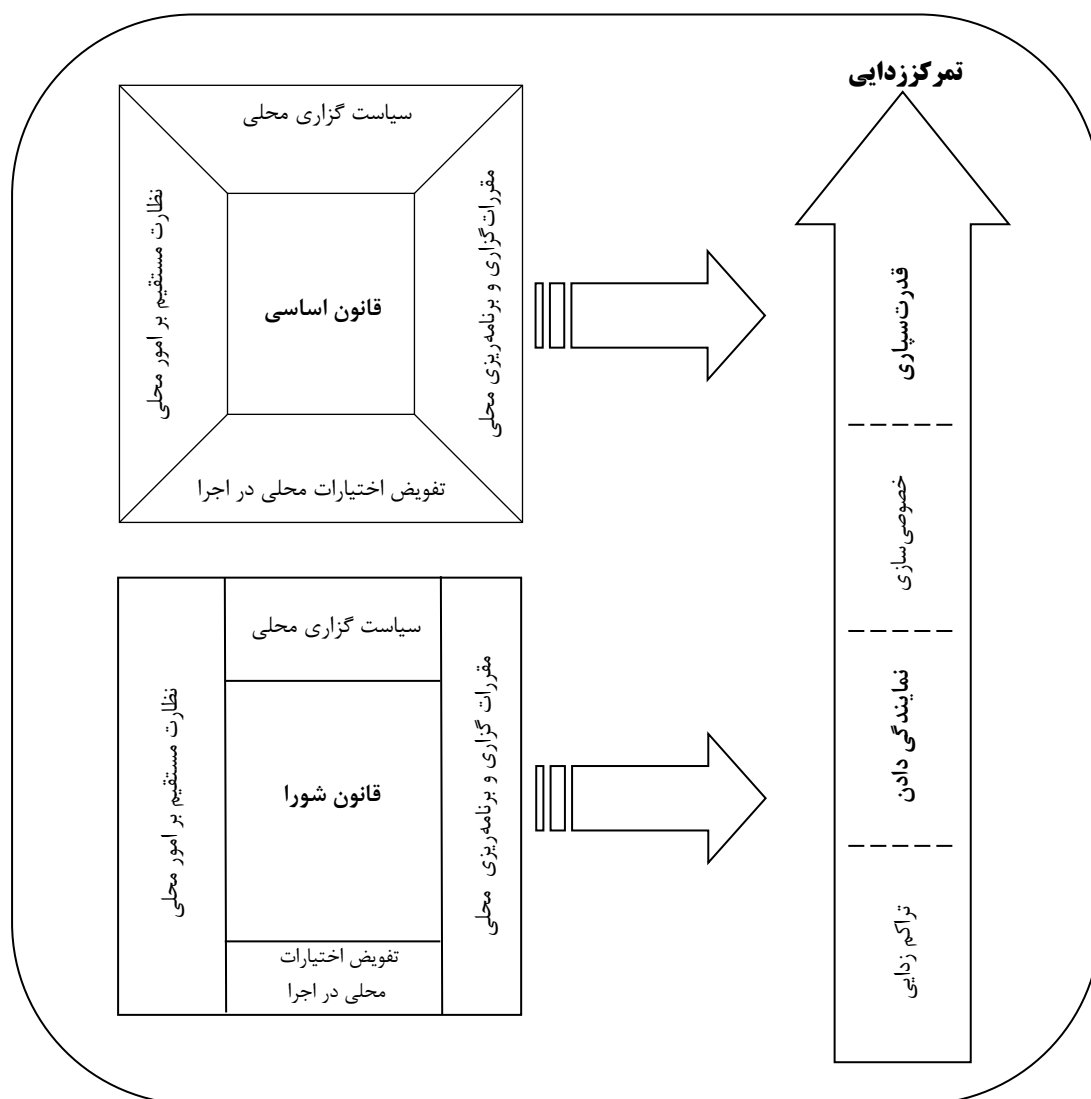 تمرکززدایی
قدرت‌سپاری
خصوصی‌سازی
نمایندگی دادن
تراکم زدایی
سیاست گزاری محلی
مقررات‌گزاری و برنامه‌ریزی محلی
قانون اساسی
نظارت مستقیم بر امور محلی
تفویض اختیارات محلی در اجرا
سیاست گزاری محلی
مقررات گزاری و برنامه‌ریزی محلی
قانون شورا
نظارت مستقیم بر امور محلی
تفویض اختیارات
محلی در اجرا